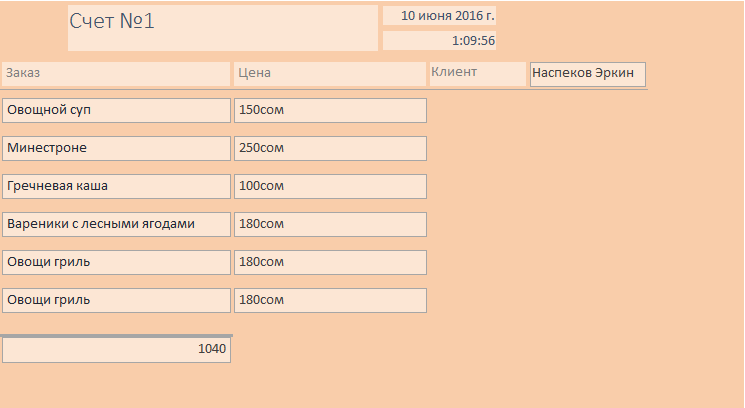 Счет №1
10 июня 2016 г.
1:09:56
Заказ Цена Клиент Наспеков Эркин
Овощной суп 150сом
Минестроне 250сом
Гречневая каша 100сом
Вареники с лесными ягодами 180сом
Овощи гриль 180сом
Овощи гриль 180сом
1040